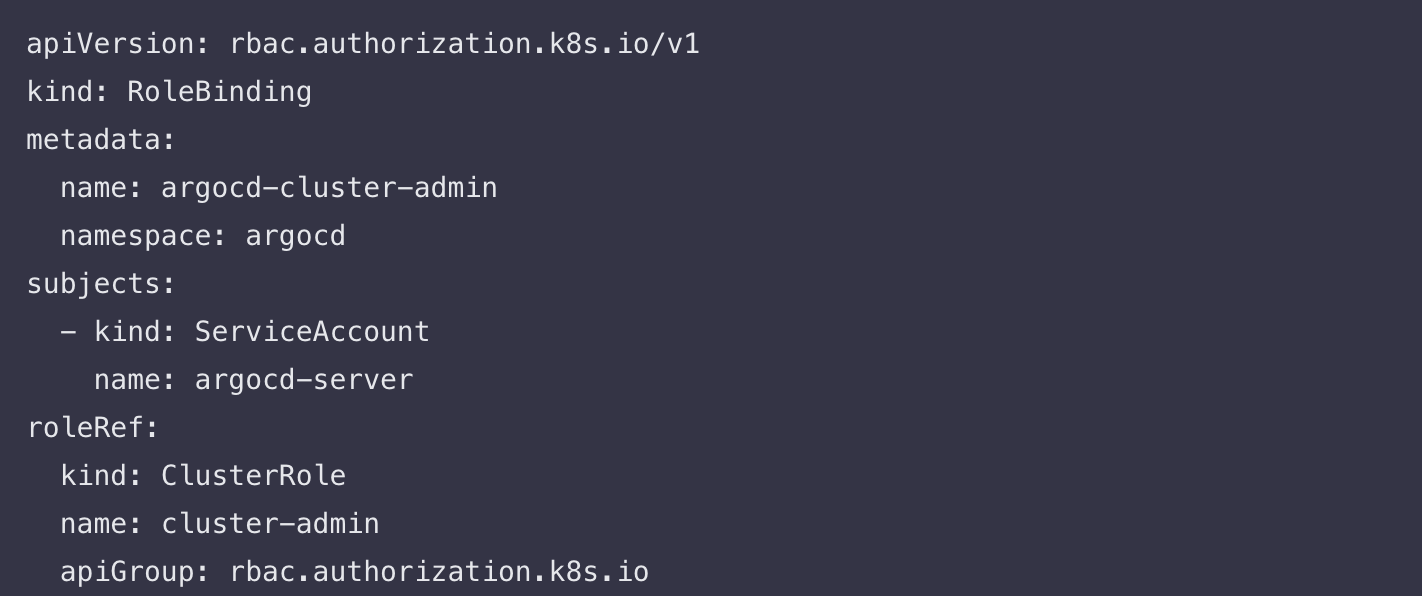 apiVersion: rbac.authorization.k8s.io/v1
kind: RoleBinding
metadata:
  name: argocd-cluster-admin
  namespace: argocd
subjects:
  - kind: ServiceAccount
    name: argocd-server
roleRef:
  kind: ClusterRole
  name: cluster-admin
  apiGroup: rbac.authorization.k8s.io